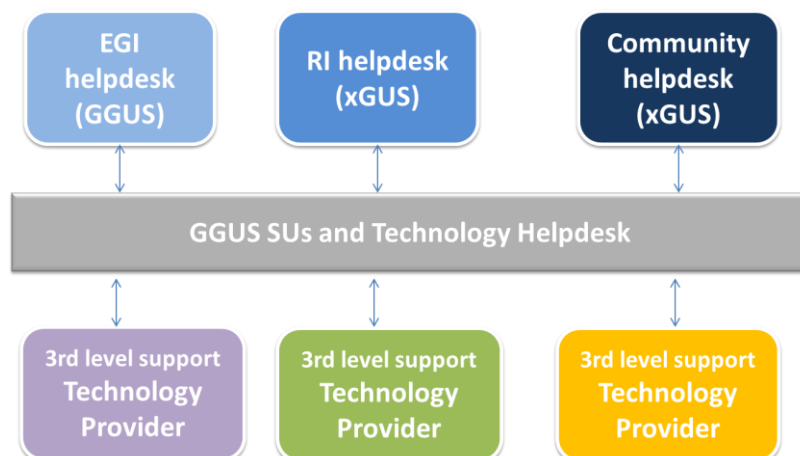 EGI
helpdesk
(GGUS)
RI helpdesk
(xGUS)
Community
helpdesk
(xGUS)
GGUS SUs and Technology Helpdesk
3rd level support
Technology
Provider
3rd level support
Technology
Provider
3rd level support
Technology
Provider